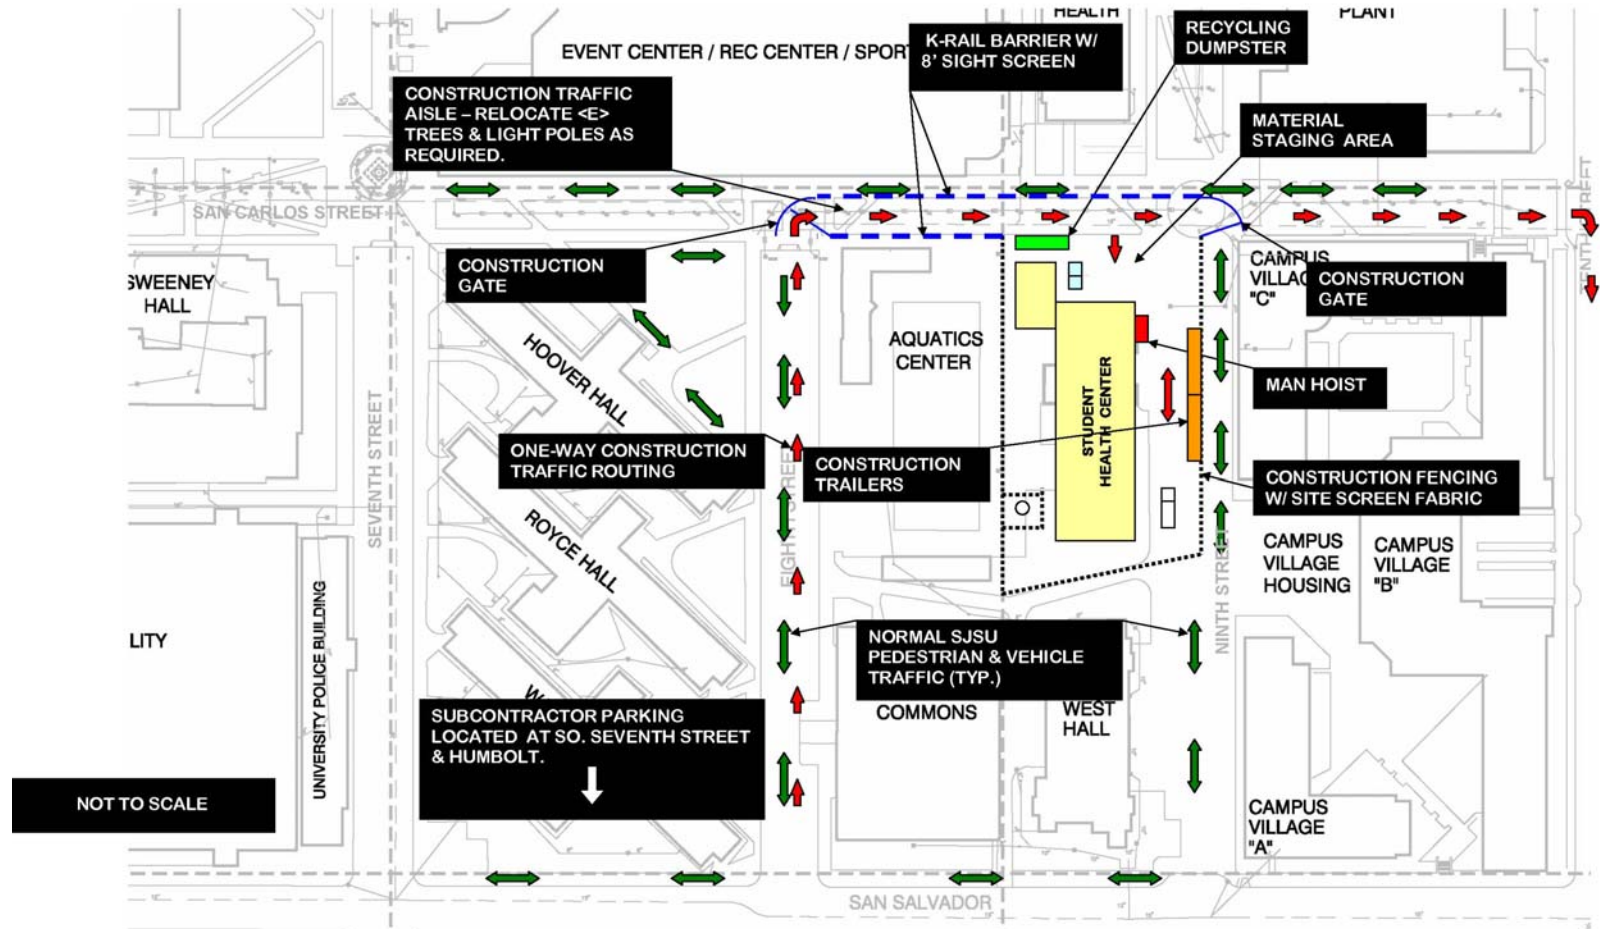 HEALTH
PLANT
EVENT CENTER / REC CENTER / SPOR
K-RAIL BARRIER W/
8' SIGHT SCREEN
RECYCLING
DUMPSTER
CONSTRUCTION TRAFFIC
AISLE – RELOCATE <E>
TREES & LIGHT POLES AS
REQUIRED.
MATERIAL
STAGING AREA
SAN CARLOS STREET
TENTH STREET
SWEENEY
HALL
CONSTRUCTION
GATE
CAMPUS
VILLAG
"C"
CONSTRUCTION
GATE
HOOVER HALL
AQUATICS
CENTER
MAN HOIST
STUDENT
HEALTH CENTER
SEVENTH STREET
ONE-WAY CONSTRUCTION
TRAFFIC ROUTING
CONSTRUCTION
TRAILERS
CONSTRUCTION FENCING
W/ SITE SCREEN FABRIC
EIGHTH STREET
ROYCE HALL
NINTH STREET
CAMPUS
VILLAGE
HOUSING
CAMPUS
VILLAGE
"B"
LITY
UNIVERSITY POLICE BUILDING
NORMAL SJSU
PEDESTRIAN & VEHICLE
TRAFFIC (TYP.)
COMMONS
WEST
HALL
W
SUBCONTRACTOR PARKING
LOCATED AT SO. SEVENTH STREET
& HUMBOLT.
NOT TO SCALE
CAMPUS
VILLAGE
"A"
SAN SALVADOR